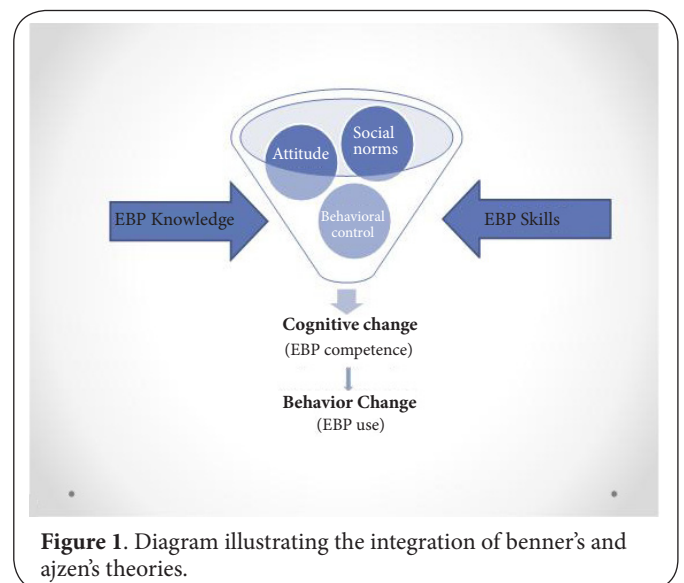 Attitude
Social
norms
Behavioral
control
EBP Knowledge
EBP Skills
Cognitive change
(EBP competence)
Behavior Change
(EBP use)
Figure 1. Diagram illustrating the integration of benner's and
ajzen's theories.